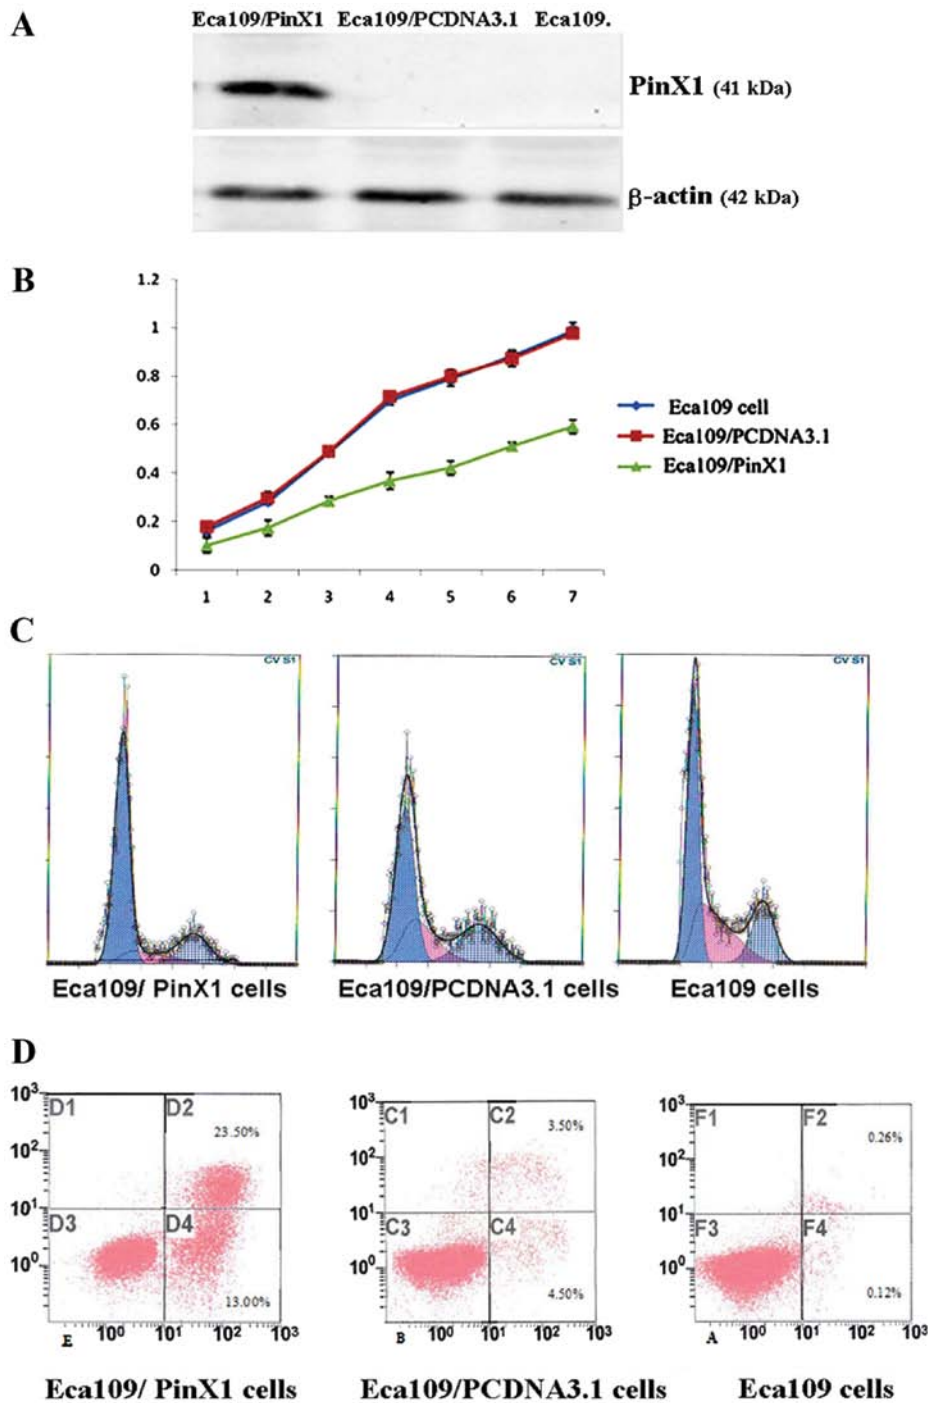 A
Eca109/PinX1 Eca109/PCDNA3.1 Eca109.
PinX1 (41 kDa)
β-actin (42 kDa)
B
1.2
1
0.8
0.6
0.4
0.2
0
1 2 3 4 5 6 7
Eca109 cell
Eca109/PCDNA3.1
Eca109/PinX1
C
CV S1
CV S1
CV S1
Eca109/ PinX1 cells
Eca109/PCDNA3.1 cells
Eca109 cells
D
10³
10²
10¹
10⁰
D1 D2
23.50%
D3 D4
13.00%
10⁰ 10¹ 10² 10³
E
10³
10²
10¹
10⁰
C1 C2
3.50%
C3 C4
4.50%
10⁰ 10¹ 10² 10³
B
10³
10²
10¹
10⁰
F1 F2
0.26%
F3 F4
0.12%
10⁰ 10¹ 10² 10³
A
Eca109/ PinX1 cells
Eca109/PCDNA3.1 cells
Eca109 cells